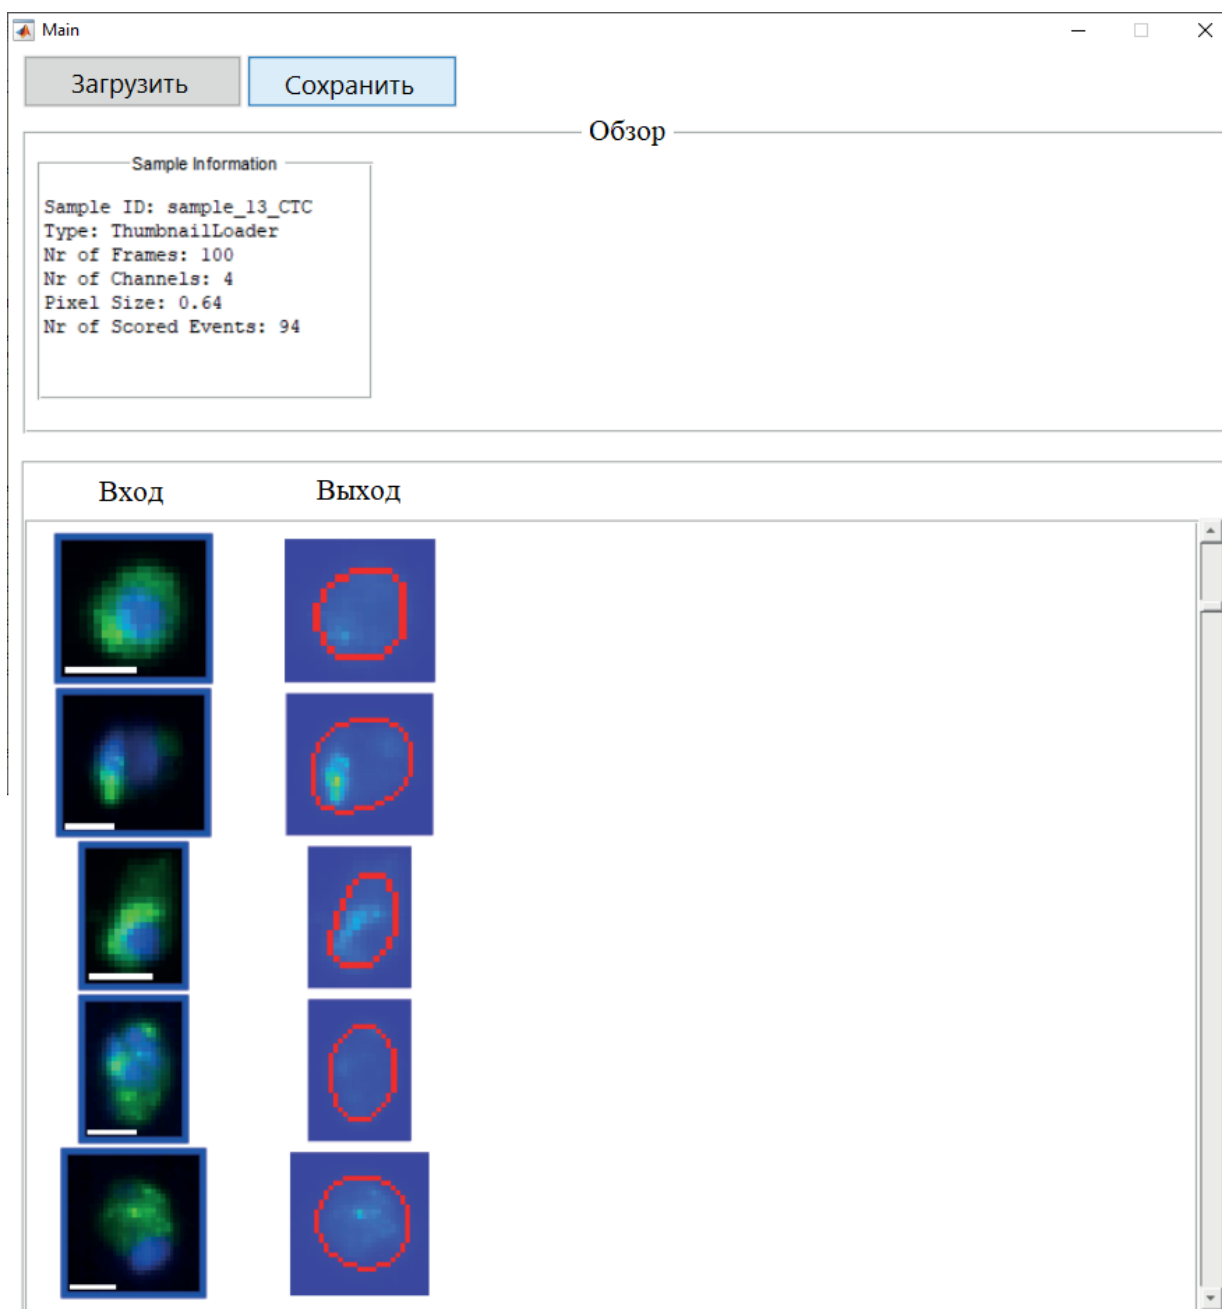 Main
Загрузить
Сохранить
Обзор
Sample Information
Sample ID: sample_13_CTC
Type: ThumbnailLoader
Nr of Frames: 100
Nr of Channels: 4
Pixel Size: 0.64
Nr of Scored Events: 94
Вход
Выход